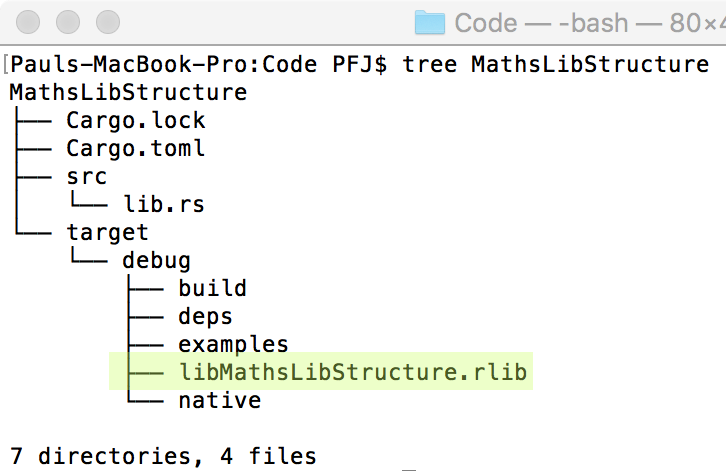 Code — -bash — 80×4
[Pauls-MacBook-Pro:Code PFJ$ tree MathsLibStructure
MathsLibStructure
├── Cargo.lock
├── Cargo.toml
├── src
│   └── lib.rs
└── target
    └── debug
        ├── build
        ├── deps
        ├── examples
        ├── libMathsLibStructure.rlib
        └── native
7 directories, 4 files